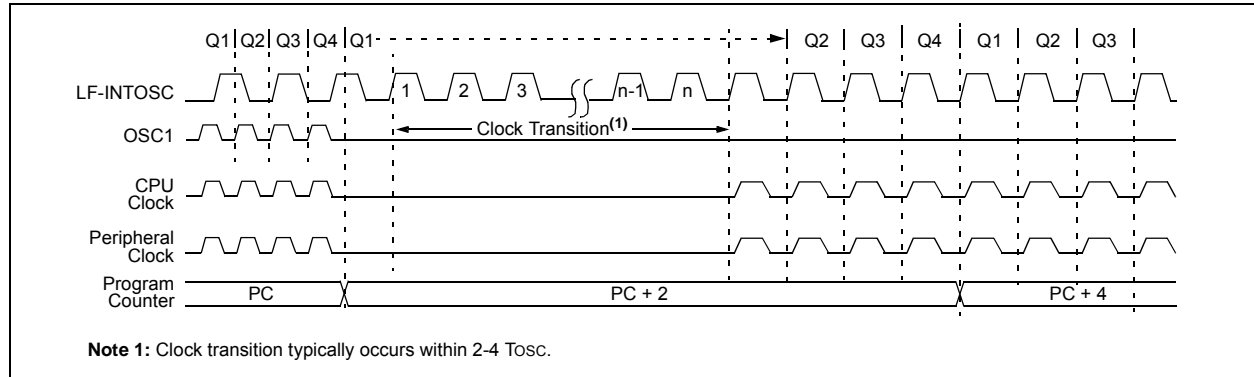 Q1 Q2 Q3 Q4 Q1 Q2 Q3 Q4 Q1 Q2 Q3
LF-INTOSC 1 2 3 n-1 n
Clock Transition(1)
OSC1
CPU
Clock
Peripheral
Clock
Program
Counter
PC PC + 2 PC + 4
Note 1: Clock transition typically occurs within 2-4 TOSC.